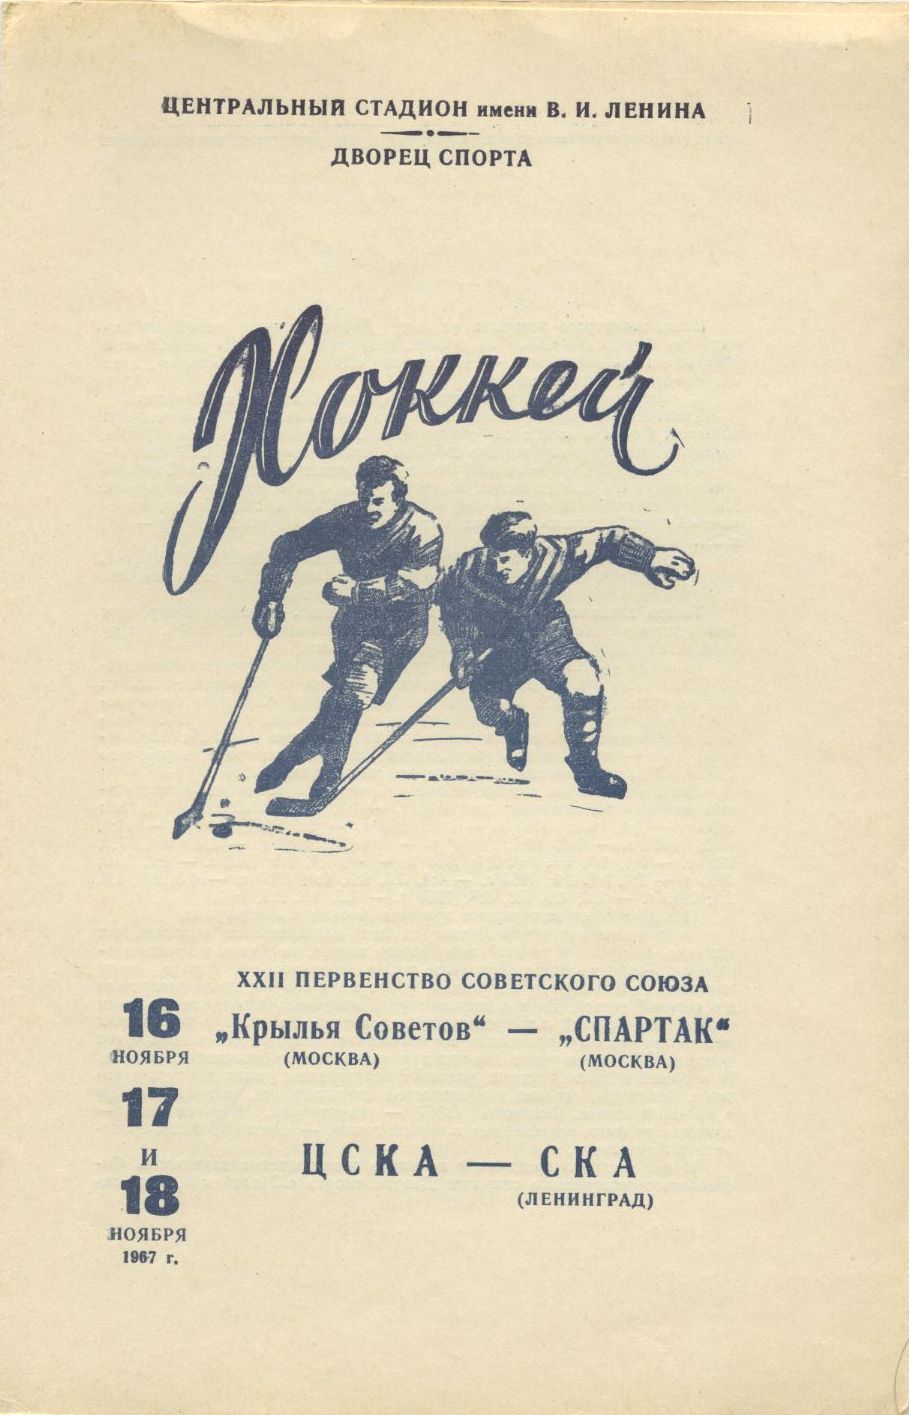 ЦЕНТРАЛЬНЫЙ СТАДИОН имени В. И. ЛЕНИНА
ДВОРЕЦ СПОРТА
Хоккей
XXII ПЕРВЕНСТВО СОВЕТСКОГО СОЮЗА
16 НОЯБРЯ
„Крылья Советов“ — „СПАРТАК“
(МОСКВА) (МОСКВА)
17
и
18
НОЯБРЯ
1967 г.
ЦСКА — СКА
(ЛЕНИНГРАД)